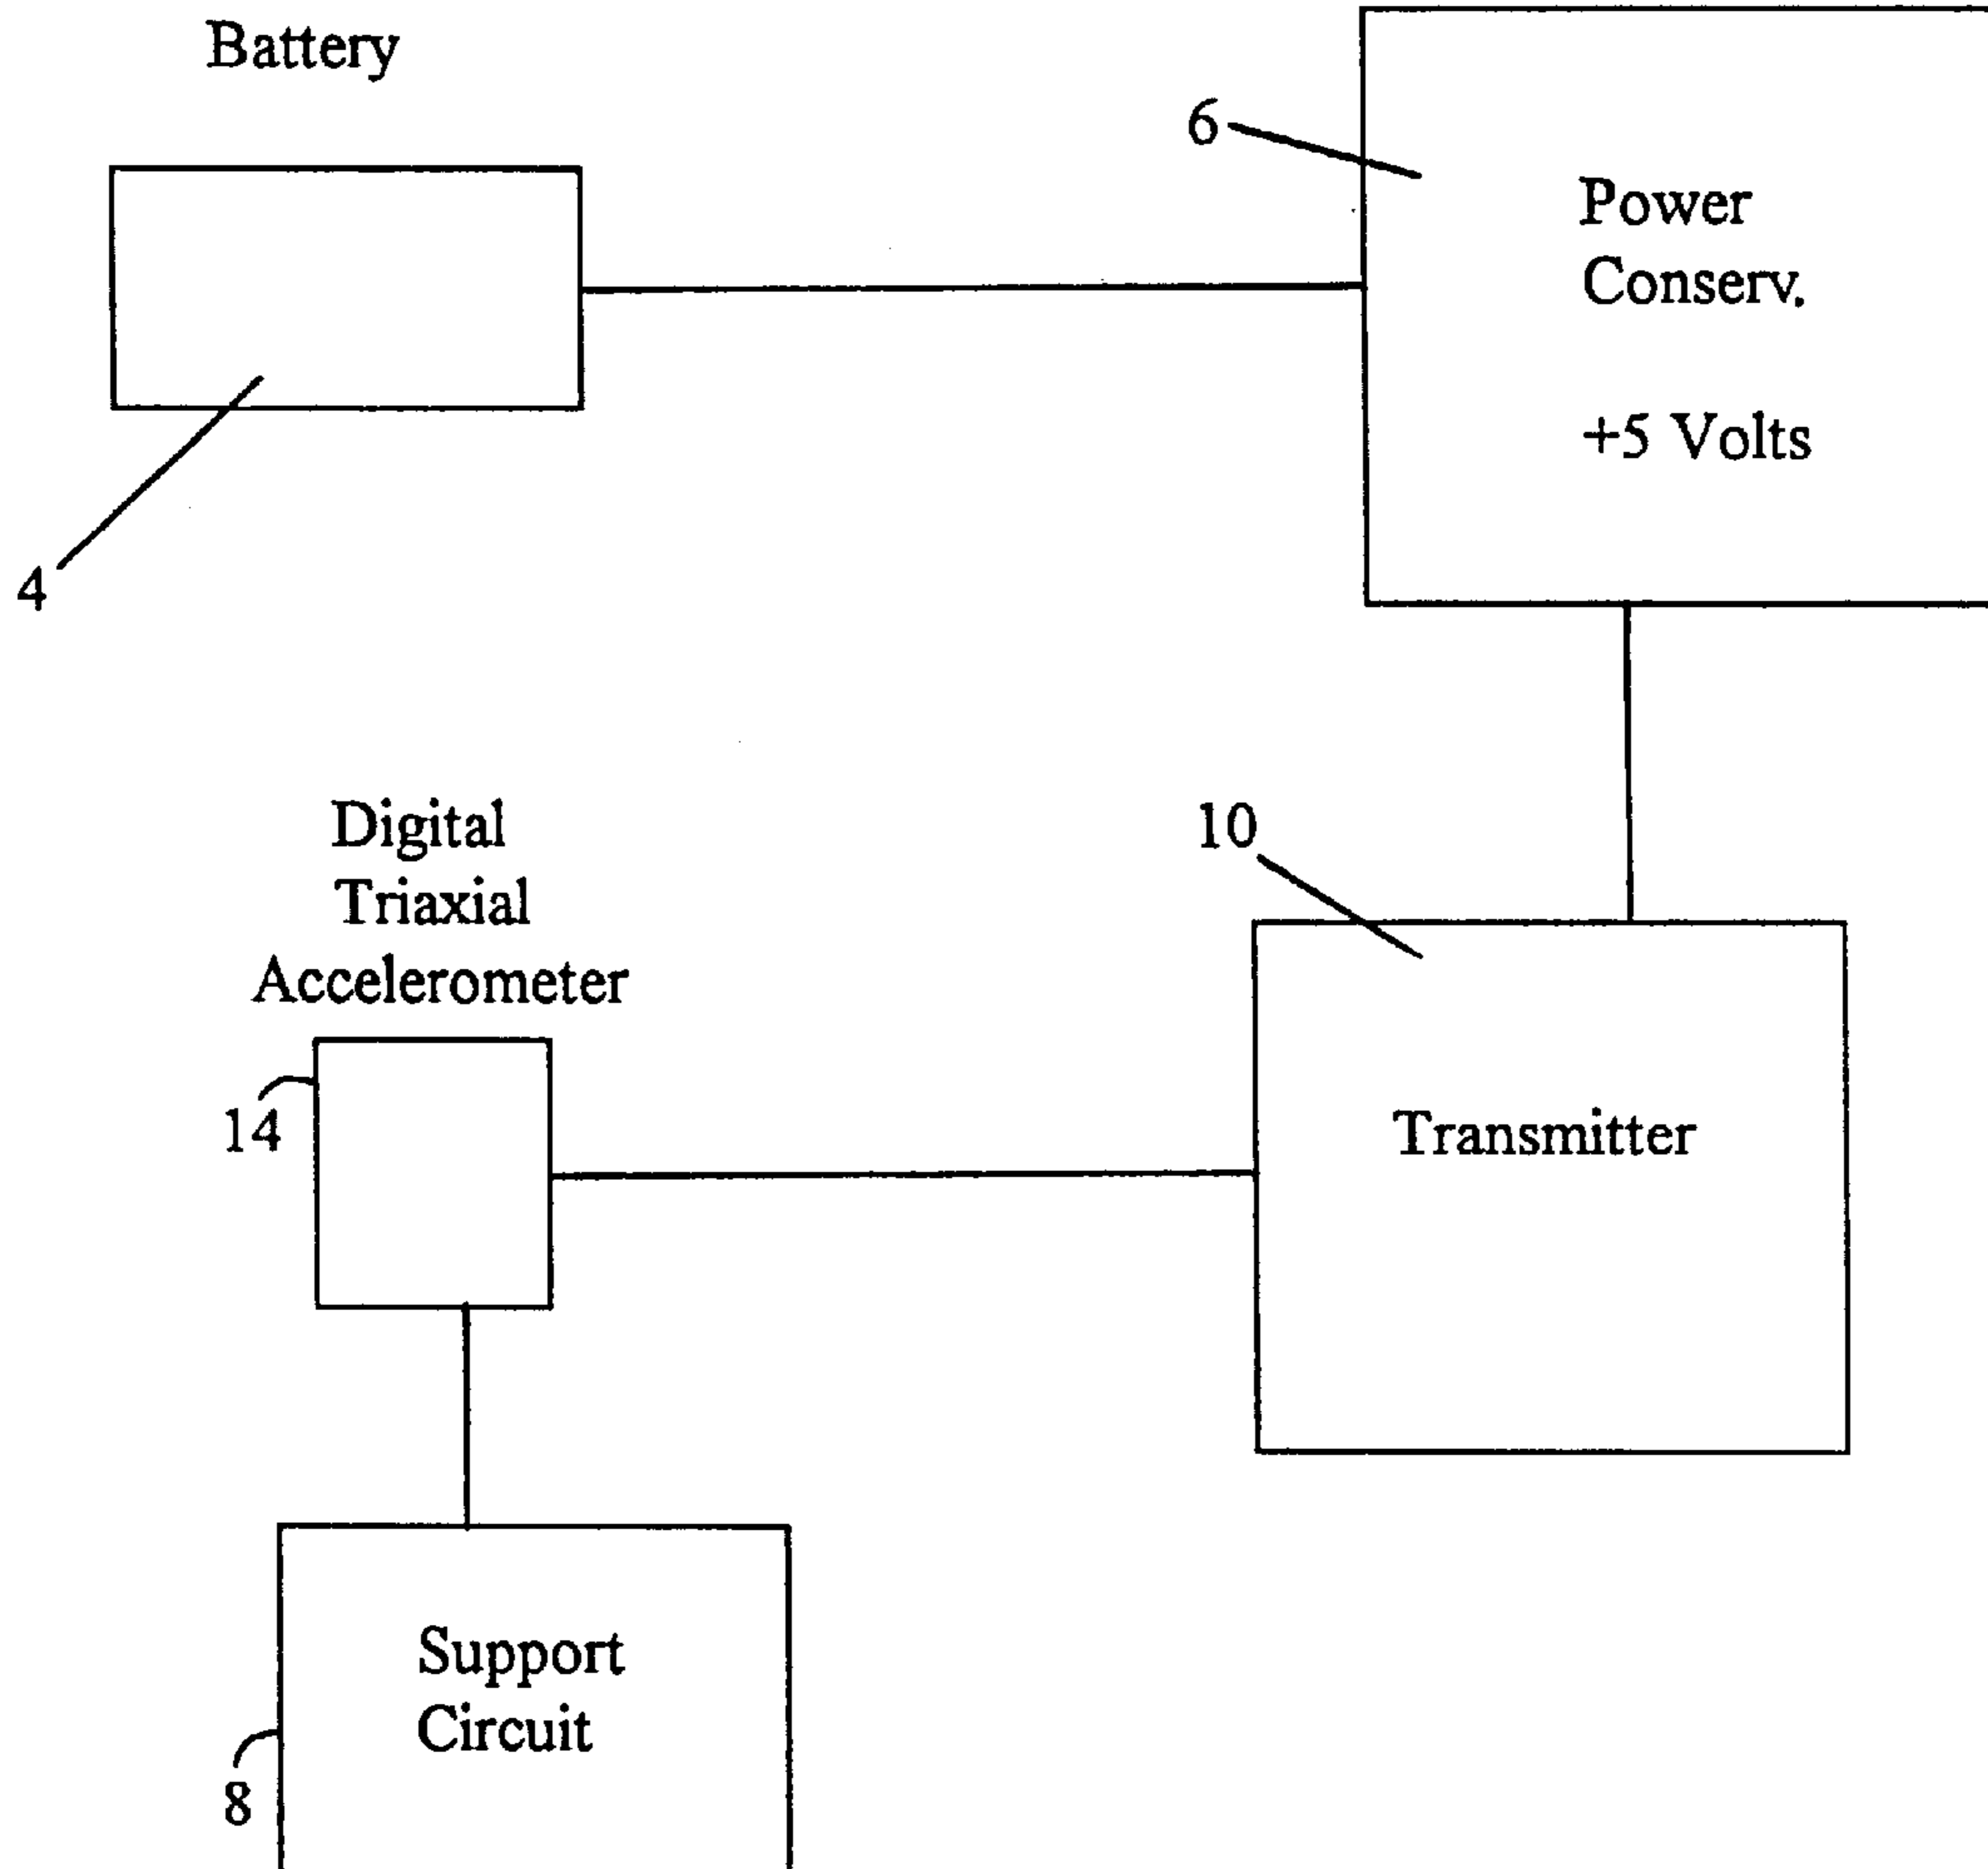 Battery
6
Power
Conserv.
+5 Volts
4
Digital
Triaxial
Accelerometer
10
14
Transmitter
Support
Circuit
8